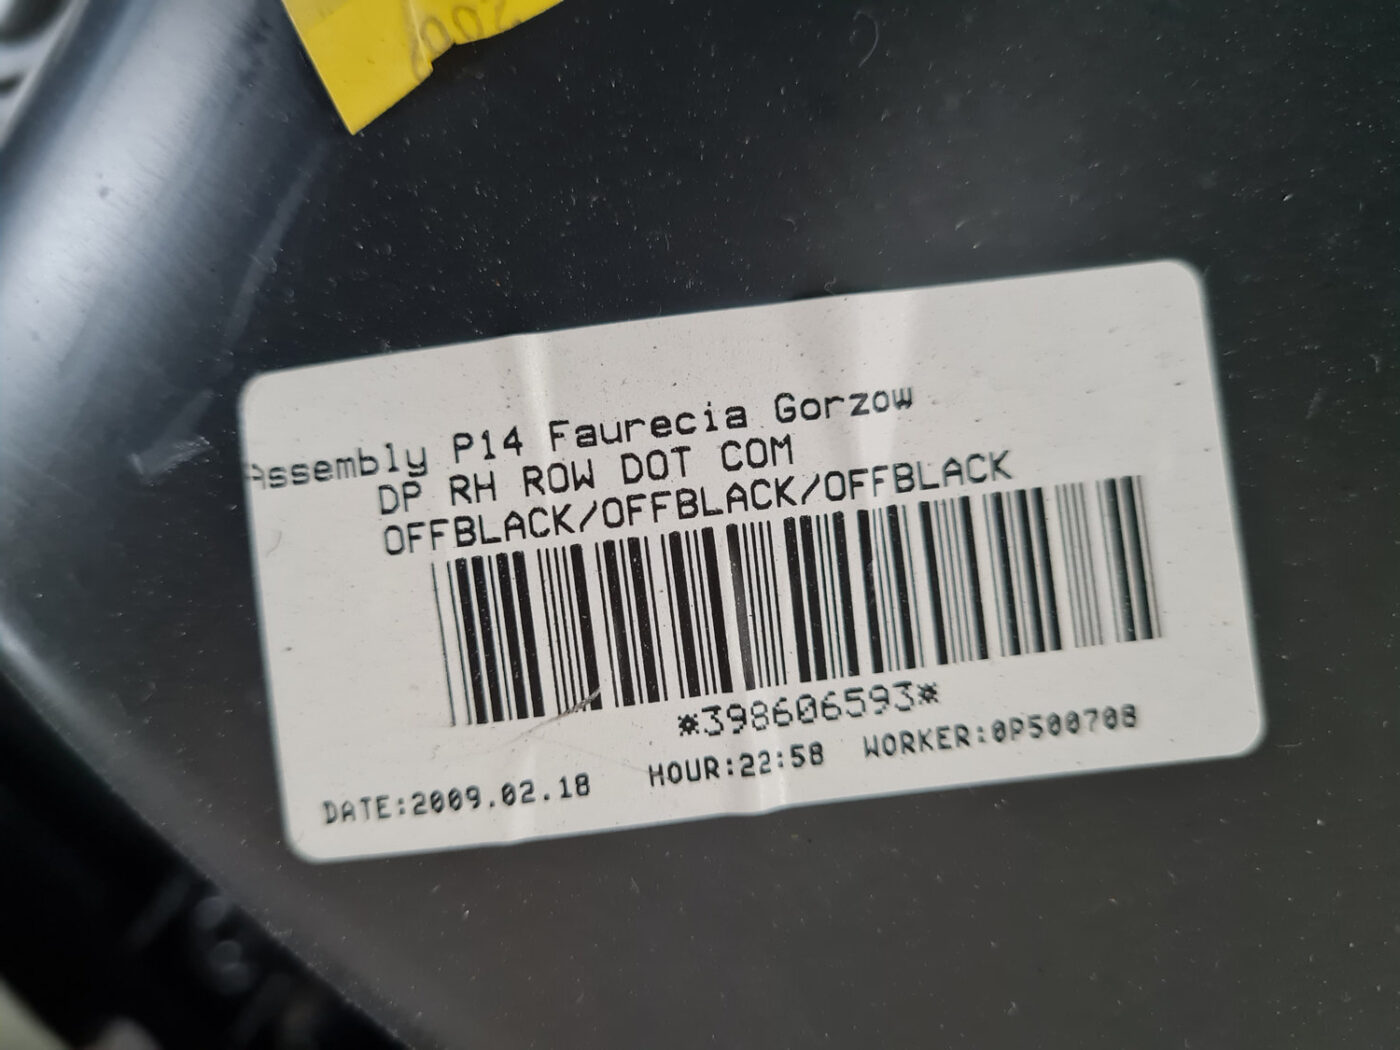 Assembly P14 Faurecia Gorzow
DP RH ROW DOT COM
OFFBLACK/OFFBLACK/OFFBLACK
*398606593*
DATE:2009.02.18 HOUR:22:58 WORKER:0P500708